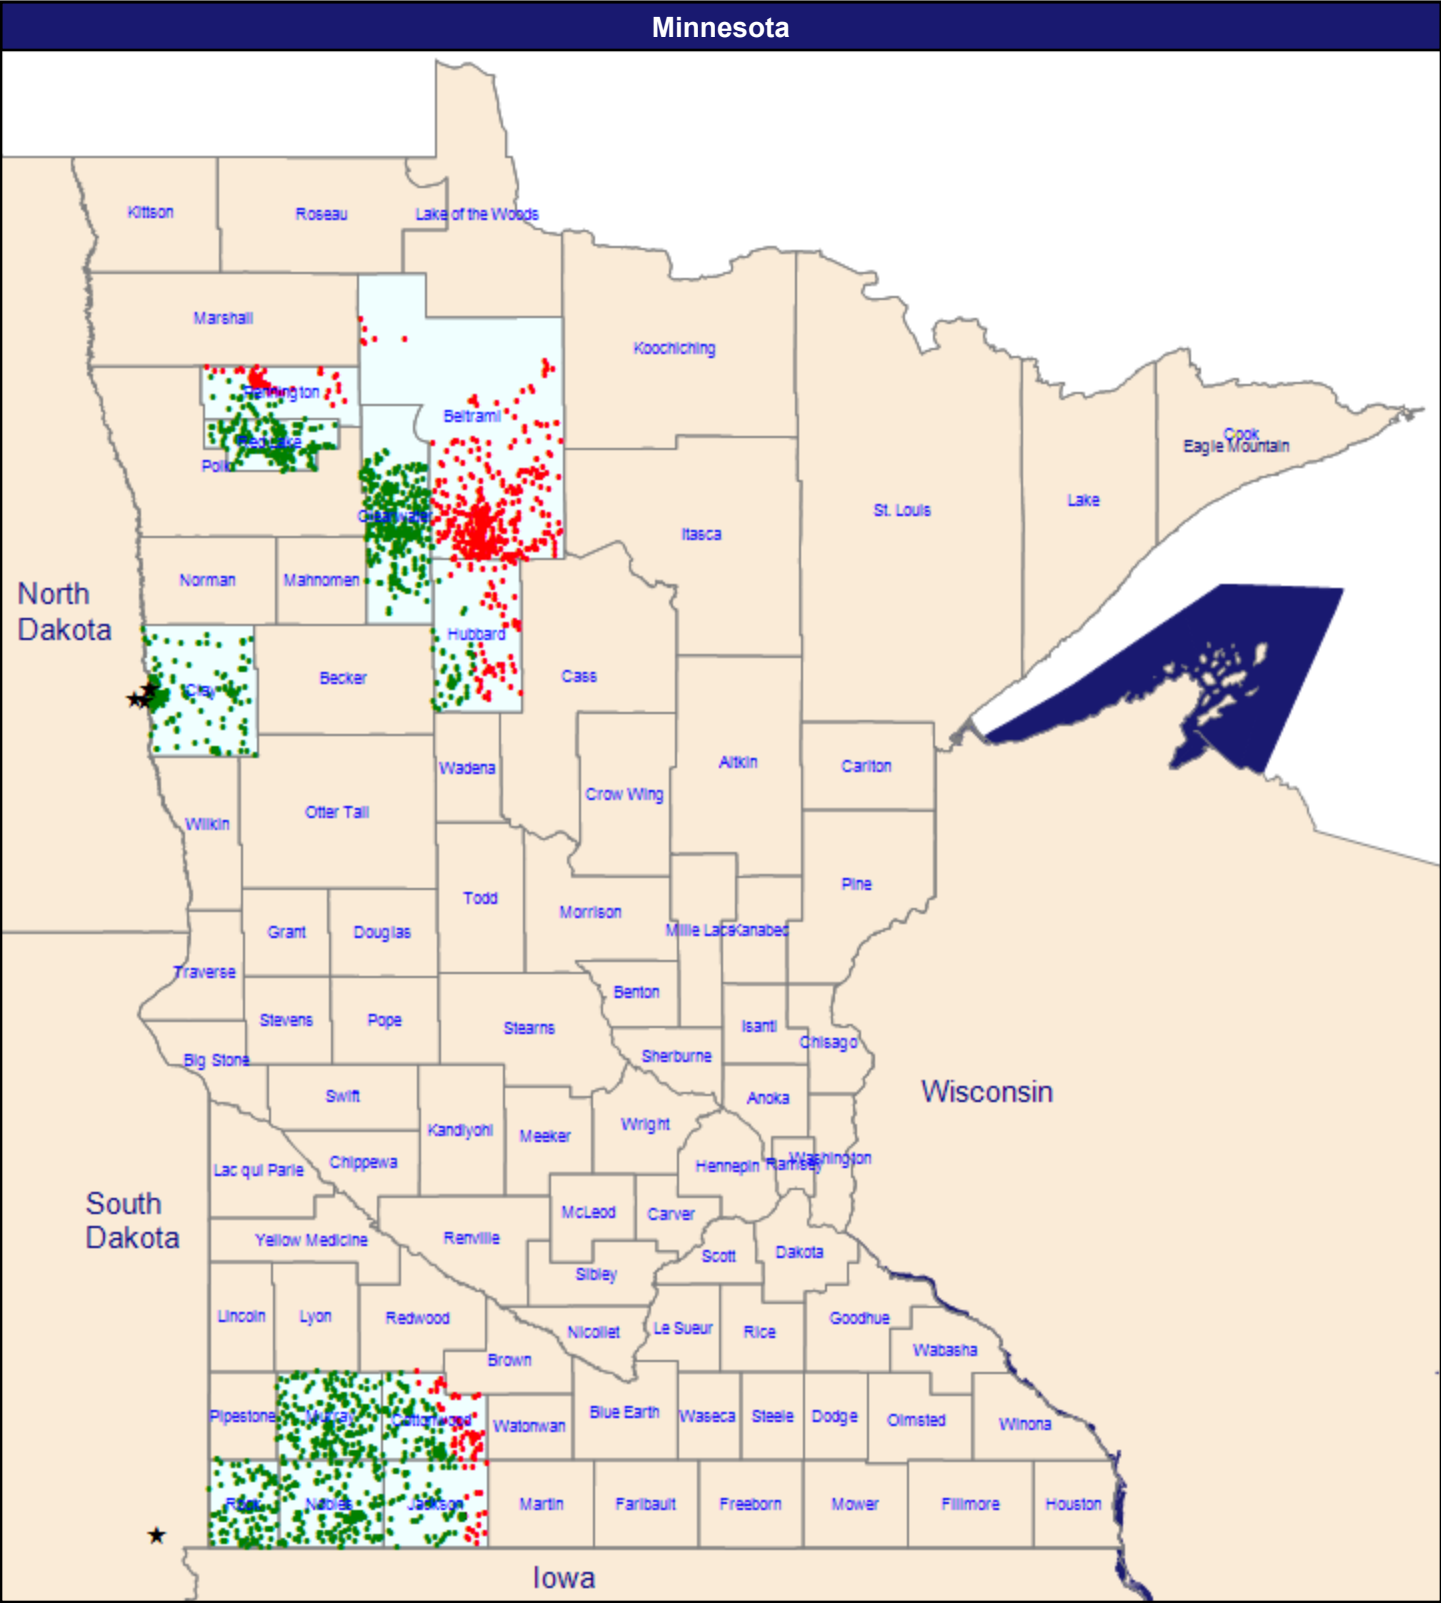 Minnesota
Kittson
Roseau
Lake of the Woods
Marshall
Koochiching
Pennington
Beltrami
Cook
Eagle Mountain
Red Lake
Polk
Lake
St. Louis
Clearwater
Itasca
Norman
Mahnomen
North
Dakota
Hubbard
Cass
Becker
Clay
Wadena
Aitkin
Carlton
Crow Wing
Otter Tail
Wilkin
Pine
Todd
Morrison
Grant
Douglas
Mille Lacs
Kanabec
Traverse
Benton
Stevens
Pope
Stearns
Isanti
Chisago
Big Stone
Sherburne
Swift
Anoka
Wisconsin
Kandiyohi
Meeker
Wright
Chippewa
Lac qui Parle
Hennepin
Ramsey
Washington
South
Dakota
McLeod
Carver
Yellow Medicine
Renville
Scott
Dakota
Sibley
Lincoln
Lyon
Redwood
Nicollet
Le Sueur
Rice
Goodhue
Brown
Wabasha
Pipestone
Murray
Cottonwood
Watonwan
Blue Earth
Waseca
Steele
Dodge
Olmsted
Winona
Rock
Nobles
Jackson
Martin
Faribault
Freeborn
Mower
Fillmore
Houston
Iowa